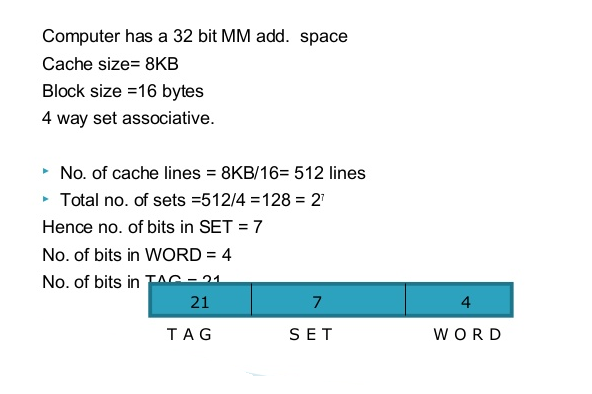 Computer has a 32 bit MM add. space
Cache size= 8KB
Block size =16 bytes
4 way set associative.
‣ No. of cache lines = 8KB/16= 512 lines
‣ Total no. of sets =512/4 =128 = 2⁷
Hence no. of bits in SET = 7
No. of bits in WORD = 4
No. of bits in TAG = 21
21 7 4
TAG SET WORD